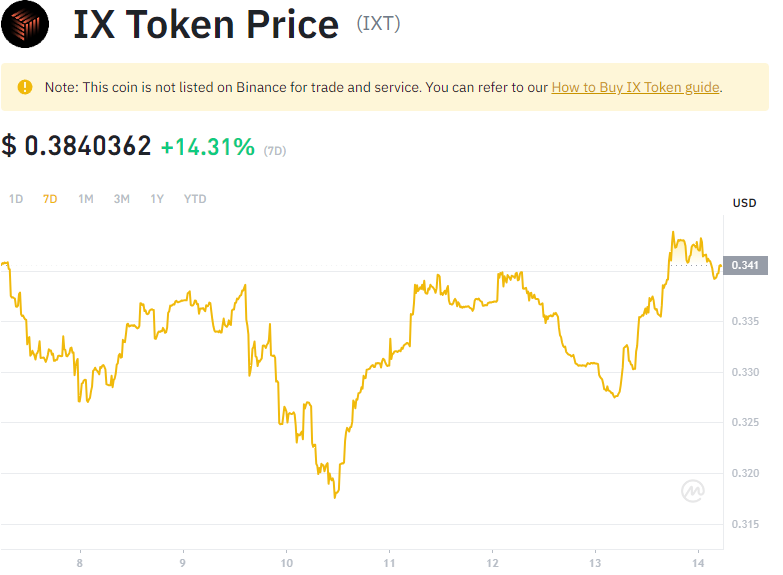 IX Token Price (IXT)
Note: This coin is not listed on Binance for trade and service. You can refer to our How to Buy IX Token guide.
$ 0.3840362 +14.31% (7D)
1D 7D 1M 3M 1Y YTD
USD
0.341
0.335
0.330
0.325
0.320
0.315
8 9 10 11 12 13 14